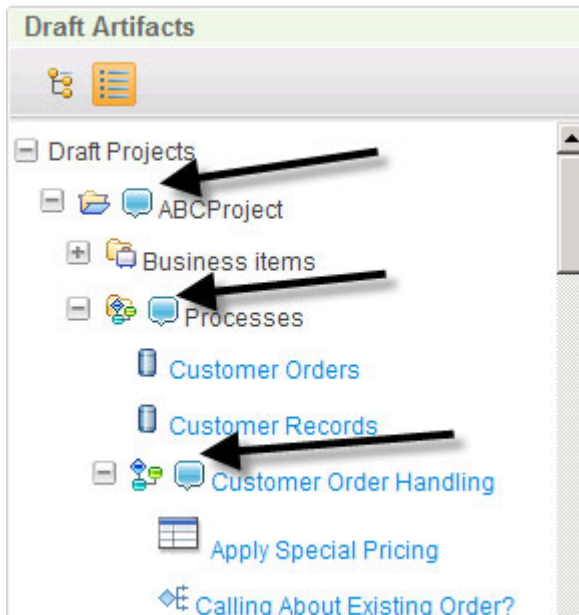 Draft Artifacts
Draft Projects
ABCProject
Business items
Processes
Customer Orders
Customer Records
Customer Order Handling
Apply Special Pricing
Calling About Existing Order?